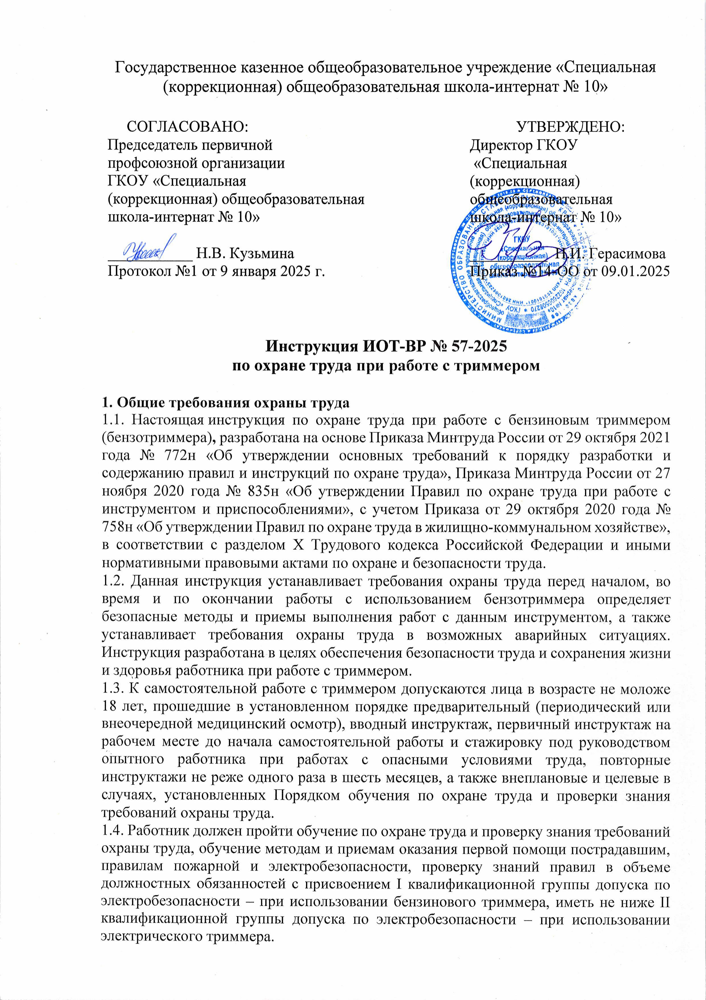 Государственное казенное общеобразовательное учреждение «Специальная
(коррекционная) общеобразовательная школа-интернат № 10»
СОГЛАСОВАНО:
Председатель первичной
профсоюзной организации
ГКОУ «Специальная
(коррекционная) общеобразовательная
школа-интернат № 10»
___________ Н.В. Кузьмина
Протокол №1 от 9 января 2025 г.
УТВЕРЖДЕНО:
Директор ГКОУ
«Специальная
(коррекционная)
общеобразовательная
школа-интернат № 10»
___________ Н.И. Герасимова
Приказ №14-ОО от 09.01.2025
ГКОУ
«Специальная
(коррекционная)
общеобразовательная
Инструкция ИОТ-ВР № 57-2025
по охране труда при работе с триммером
1. Общие требования охраны труда
1.1. Настоящая инструкция по охране труда при работе с бензиновым триммером
(бензотриммера), разработана на основе Приказа Минтруда России от 29 октября 2021
года № 772н «Об утверждении основных требований к порядку разработки и
содержанию правил и инструкций по охране труда», Приказа Минтруда России от 27
ноября 2020 года № 835н «Об утверждении Правил по охране труда при работе с
инструментом и приспособлениями», с учетом Приказа от 29 октября 2020 года №
758н «Об утверждении Правил по охране труда в жилищно-коммунальном хозяйстве»,
в соответствии с разделом X Трудового кодекса Российской Федерации и иными
нормативными правовыми актами по охране и безопасности труда.
1.2. Данная инструкция устанавливает требования охраны труда перед началом, во
время и по окончании работы с использованием бензотриммера определяет
безопасные методы и приемы выполнения работ с данным инструментом, а также
устанавливает требования охраны труда в возможных аварийных ситуациях.
Инструкция разработана в целях обеспечения безопасности труда и сохранения жизни
и здоровья работника при работе с триммером.
1.3. К самостоятельной работе с триммером допускаются лица в возрасте не моложе
18 лет, прошедшие в установленном порядке предварительный (периодический или
внеочередной медицинский осмотр), вводный инструктаж, первичный инструктаж на
рабочем месте до начала самостоятельной работы и стажировку под руководством
опытного работника при работах с опасными условиями труда, повторные
инструктажи не реже одного раза в шесть месяцев, а также внеплановые и целевые в
случаях, установленных Порядком обучения по охране труда и проверки знания
требований охраны труда.
1.4. Работник должен пройти обучение по охране труда и проверку знания требований
охраны труда, обучение методам и приемам оказания первой помощи пострадавшим,
правилам пожарной и электробезопасности, проверку знаний правил в объеме
должностных обязанностей с присвоением I квалификационной группы допуска по
электробезопасности – при использовании бензинового триммера, иметь не ниже II
квалификационной группы допуска по электробезопасности – при использовании
электрического триммера.